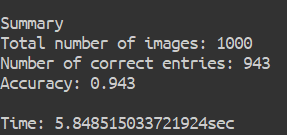 Summary
Total number of images: 1000
Number of correct entries: 943
Accuracy: 0.943
Time: 5.848515033721924sec